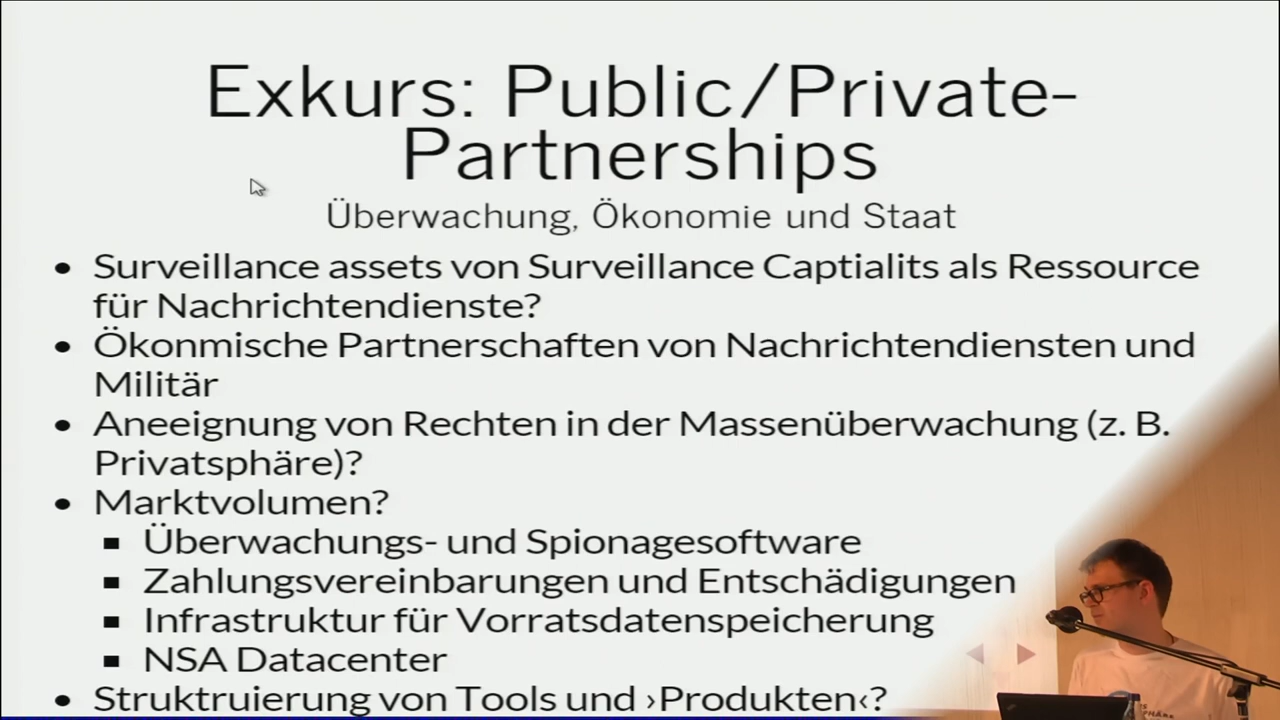 Exkurs: Public/Private-
Partnerships
Überwachung, Ökonomie und Staat
• Surveillance assets von Surveillance Captialits als Ressource
für Nachrichtendienste?
• Ökonmische Partnerschaften von Nachrichtendiensten und
Militär
• Aneeignung von Rechten in der Massenüberwachung (z. B.
Privatsphäre)?
• Marktvolumen?
▪ Überwachungs- und Spionagesoftware
▪ Zahlungsvereinbarungen und Entschädigungen
▪ Infrastruktur für Vorratsdatenspeicherung
▪ NSA Datacenter
• Struktruierung von Tools und ›Produkten‹?